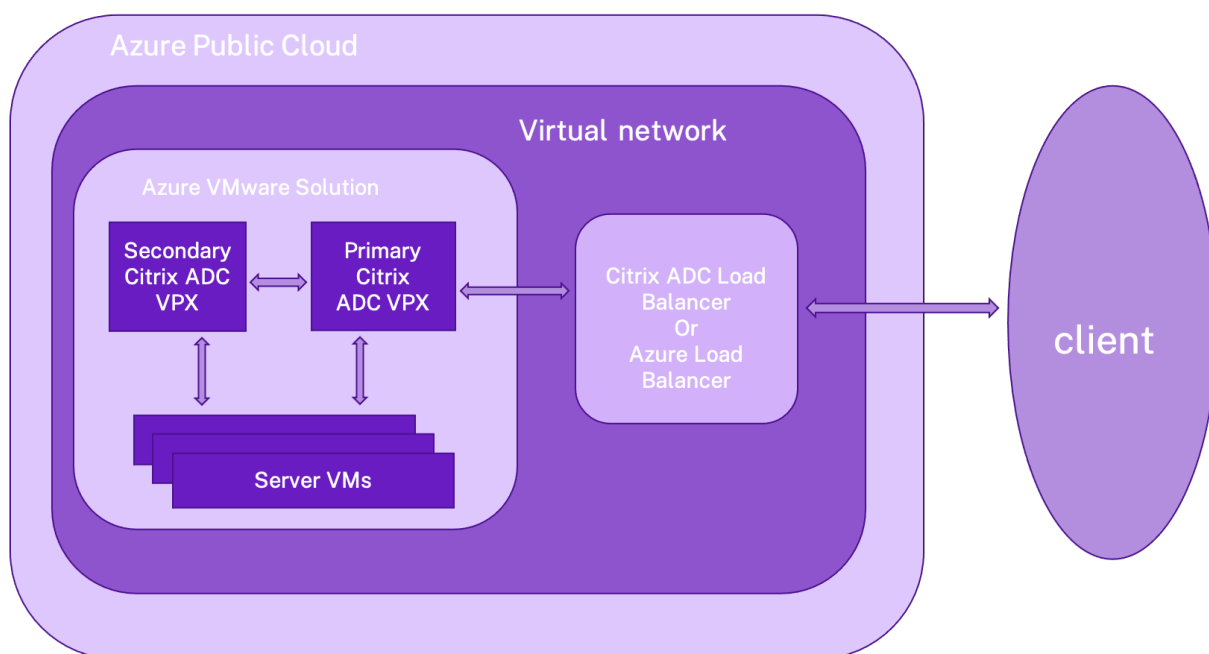 Azure Public Cloud
Virtual network
Azure VMware Solution
Secondary
Citrix ADC
VPX
Primary
Citrix
ADC VPX
Citrix ADC Load
Balancer
Or
Azure Load
Balancer
client
Server VMs